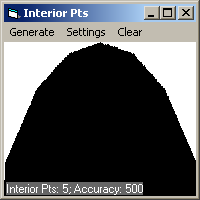 Interior Pts
Generate Settings Clear
Interior Pts: 5; Accuracy: 500